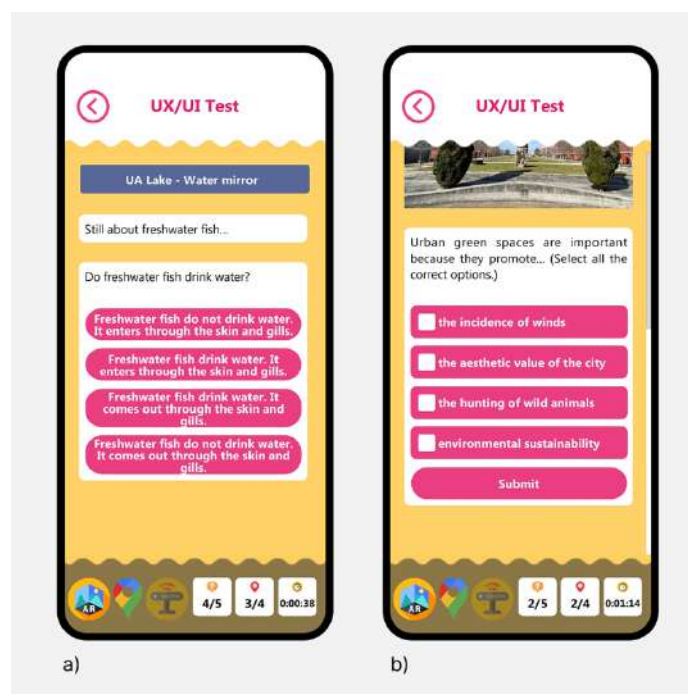 UX/UI Test
UA Lake - Water mirror
Still about freshwater fish...
Do freshwater fish drink water?
Freshwater fish do not drink water.
It enters through the skin and gills.
Freshwater fish drink water. It
enters through the skin and gills.
Freshwater fish drink water. It
comes out through the skin and
gills.
Freshwater fish do not drink water.
It comes out through the skin and
gills.
AR
4/5
3/4
0:00:38
a)
UX/UI Test
Urban green spaces are important
because they promote... (Select all the
correct options.)
the incidence of winds
the aesthetic value of the city
the hunting of wild animals
environmental sustainability
Submit
AR
2/5
2/4
0:01:14
b)